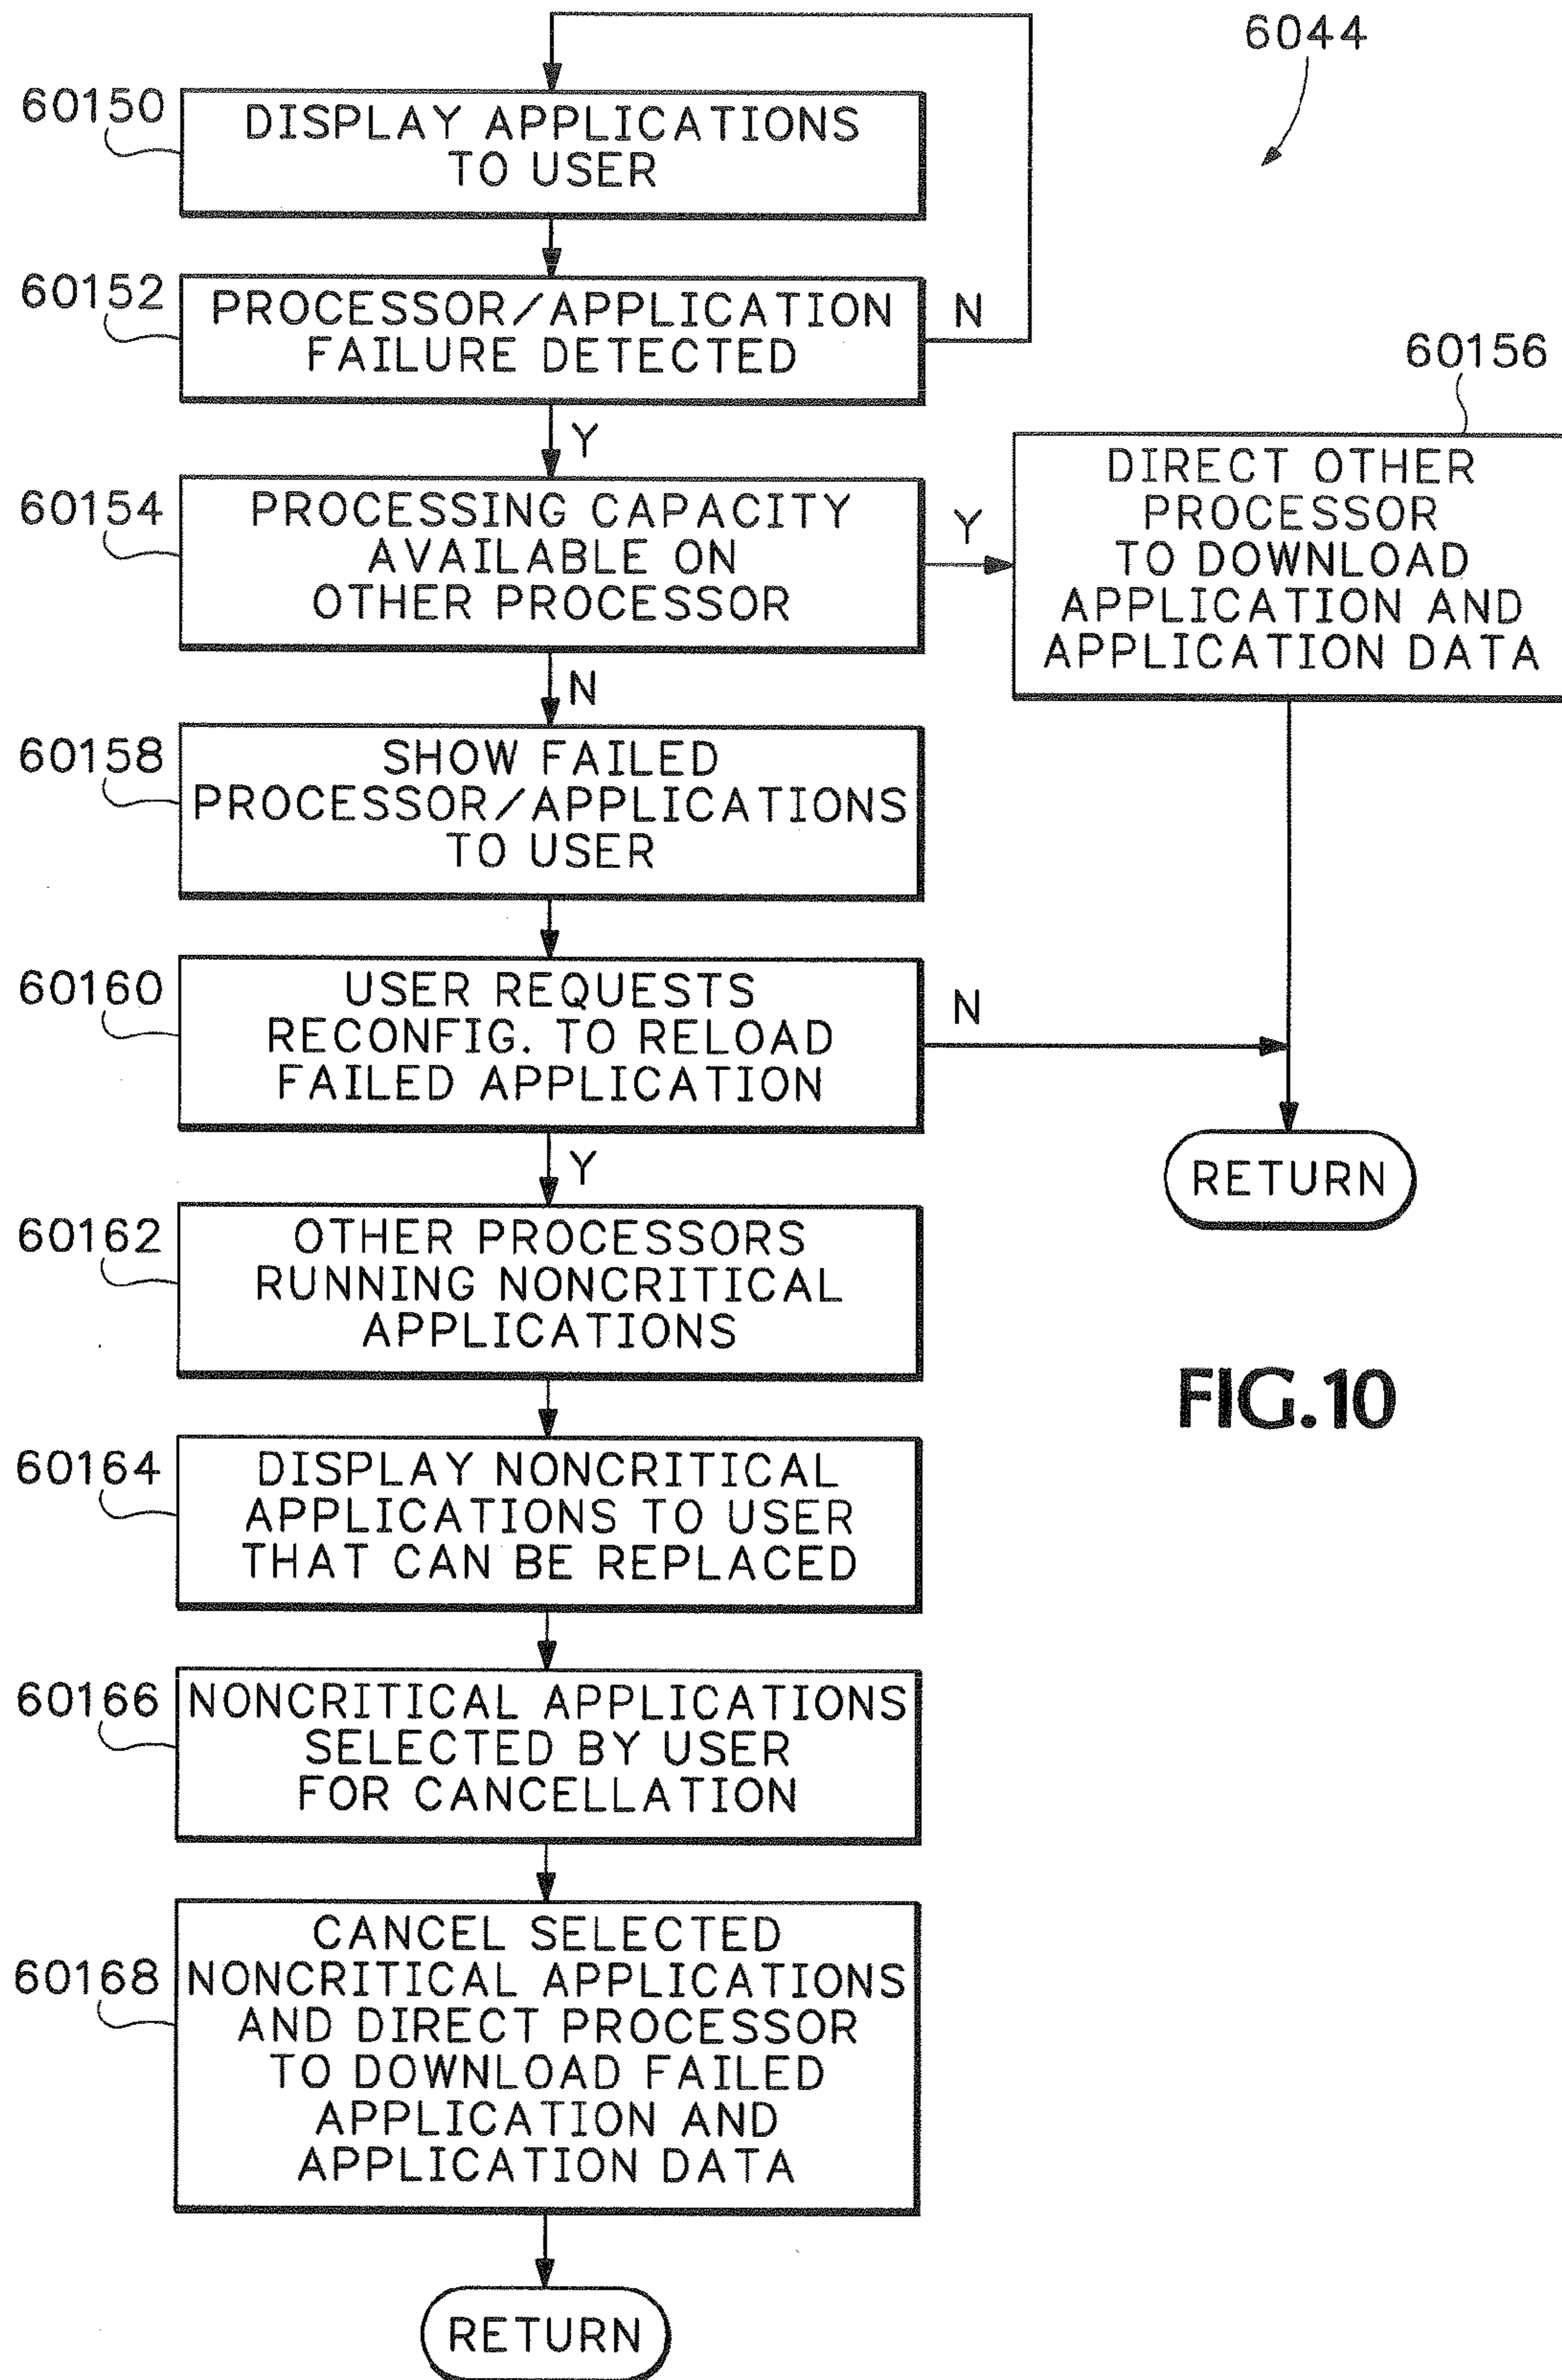 6044
60150
DISPLAY APPLICATIONS
TO USER
60152
PROCESSOR/APPLICATION
FAILURE DETECTED
N
Y
60154
PROCESSING CAPACITY
AVAILABLE ON
OTHER PROCESSOR
Y
60156
DIRECT OTHER
PROCESSOR
TO DOWNLOAD
APPLICATION AND
APPLICATION DATA
N
60158
SHOW FAILED
PROCESSOR/APPLICATIONS
TO USER
60160
USER REQUESTS
RECONFIG. TO RELOAD
FAILED APPLICATION
N
RETURN
Y
60162
OTHER PROCESSORS
RUNNING NONCRITICAL
APPLICATIONS
60164
DISPLAY NONCRITICAL
APPLICATIONS TO USER
THAT CAN BE REPLACED
60166
NONCRITICAL APPLICATIONS
SELECTED BY USER
FOR CANCELLATION
60168
CANCEL SELECTED
NONCRITICAL APPLICATIONS
AND DIRECT PROCESSOR
TO DOWNLOAD FAILED
APPLICATION AND
APPLICATION DATA
RETURN
FIG.10